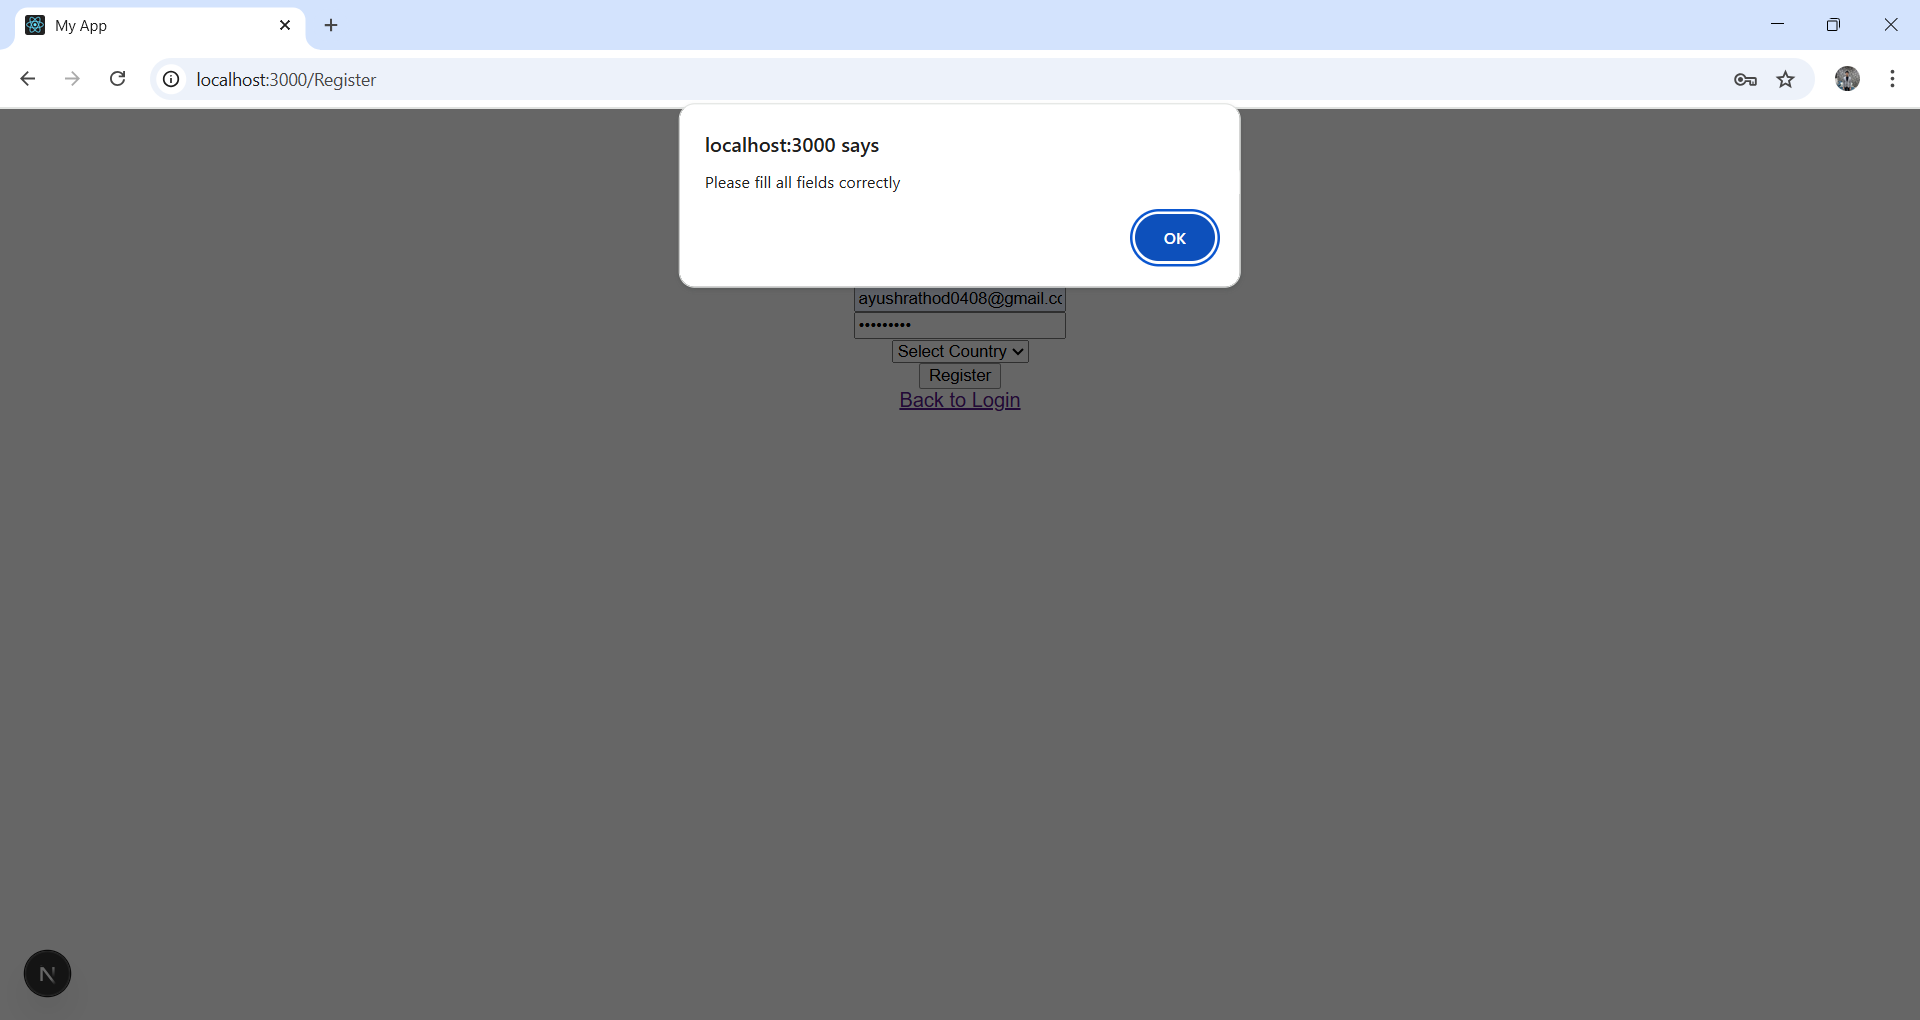 My App
localhost:3000/Register
localhost:3000 says
Please fill all fields correctly
OK
ayushrathod0408@gmail.cc
•••••••••
Select Country
Register
Back to Login
N